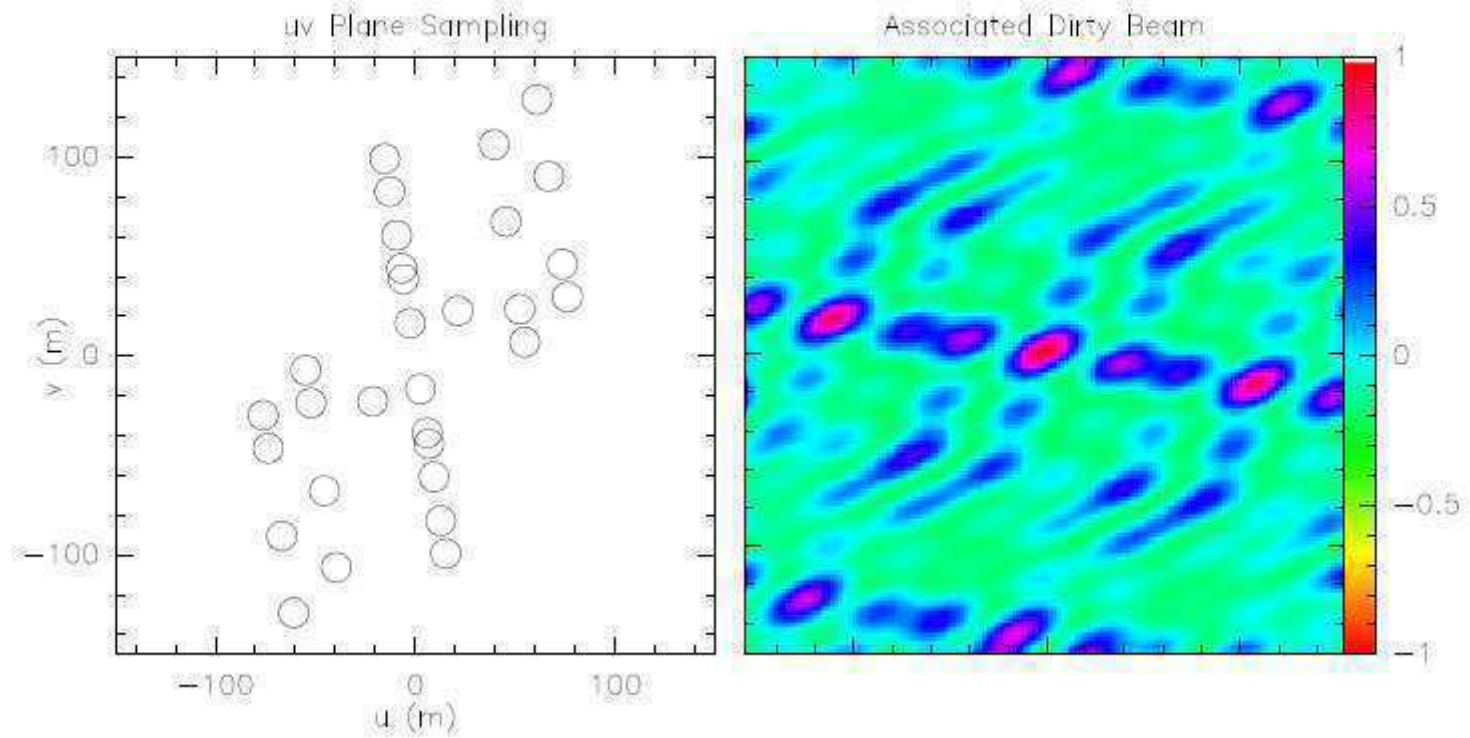 uv Plane Sampling
100
0
−100
v (m)
−100 0 100
u (m)
Associated Dirty Beam
1
0.5
0
−0.5
−1